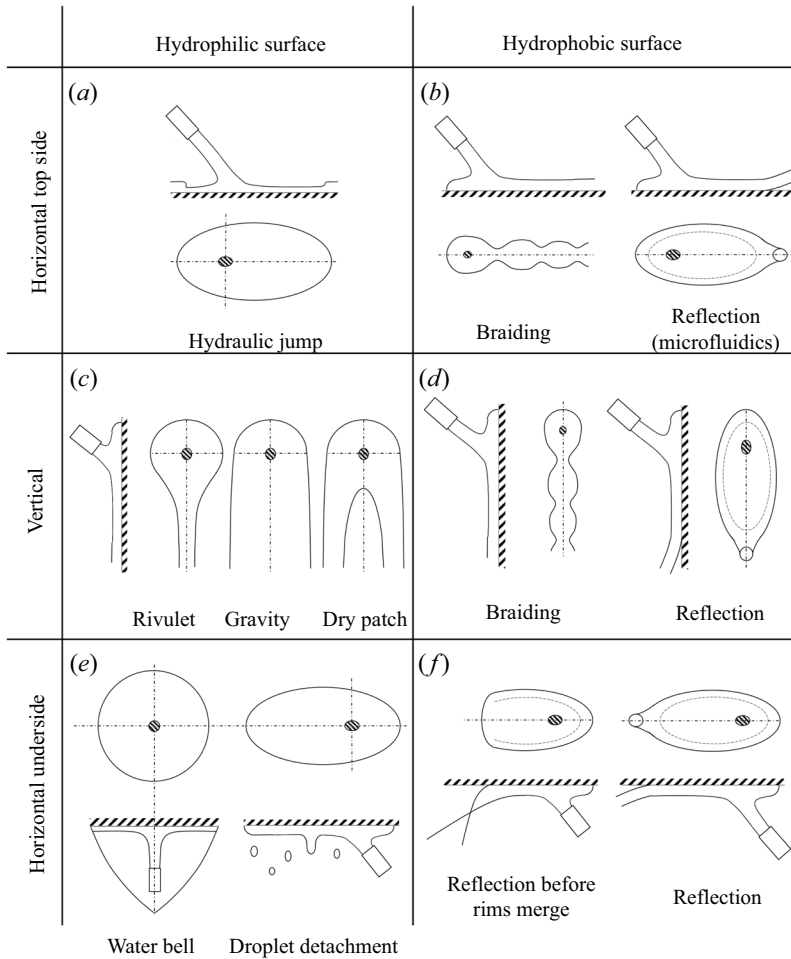 Hydrophilic surface
Hydrophobic surface
Horizontal top side
(a)
Hydraulic jump
(b)
Braiding
Reflection
(microfluidics)
Vertical
(c)
Rivulet
Gravity
Dry patch
(d)
Braiding
Reflection
Horizontal underside
(e)
Water bell
Droplet detachment
(f)
Reflection before
rims merge
Reflection